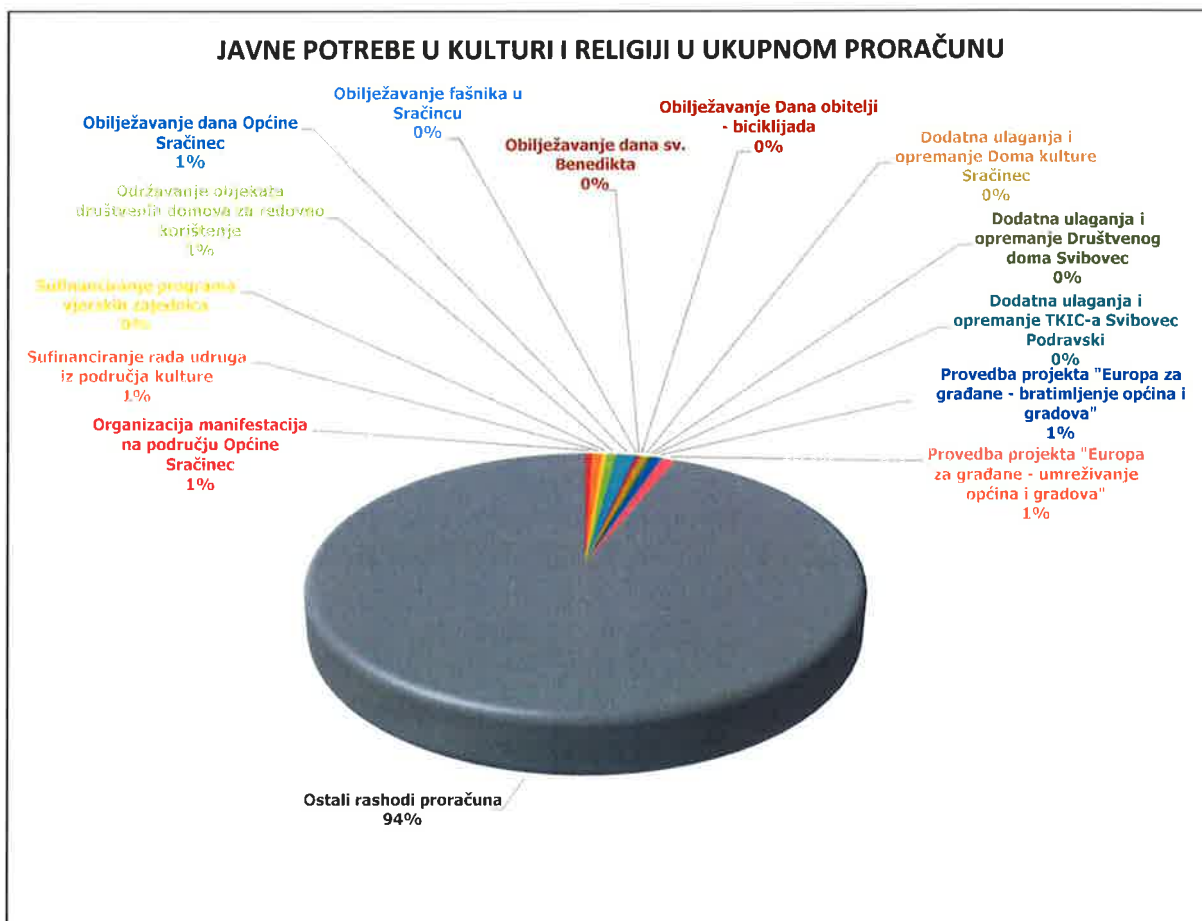 JAVNE POTREBE U KULTURI I RELIGIJI U UKUPNOM PRORAČUNU
Obilježavanje fašnika u
Sračincu
0%
Obilježavanje Dana obitelji
- biciklijada
0%
Obilježavanje dana Općine
Sračinec
1%
Obilježavanje dana sv.
Benedikta
0%
Dodatna ulaganja i
opremanje Doma kulture
Sračinec
0%
Održavanje objekata
društvenih domova za redovno
korištenje
1%
Dodatna ulaganja i
opremanje Društvenog
doma Svibovec
0%
Sufinanciranje programa
vjerskih zajednica
0%
Dodatna ulaganja i
opremanje TKIC-a Svibovec
Podravski
0%
Sufinanciranje rada udruga
iz područja kulture
1%
Provedba projekta "Europa za
građane - bratimljenje općina i
gradova"
1%
Organizacija manifestacija
na području Općine
Sračinec
1%
Provedba projekta "Europa
za građane - umreživanje
općina i gradova"
1%
Ostali rashodi proračuna
94%